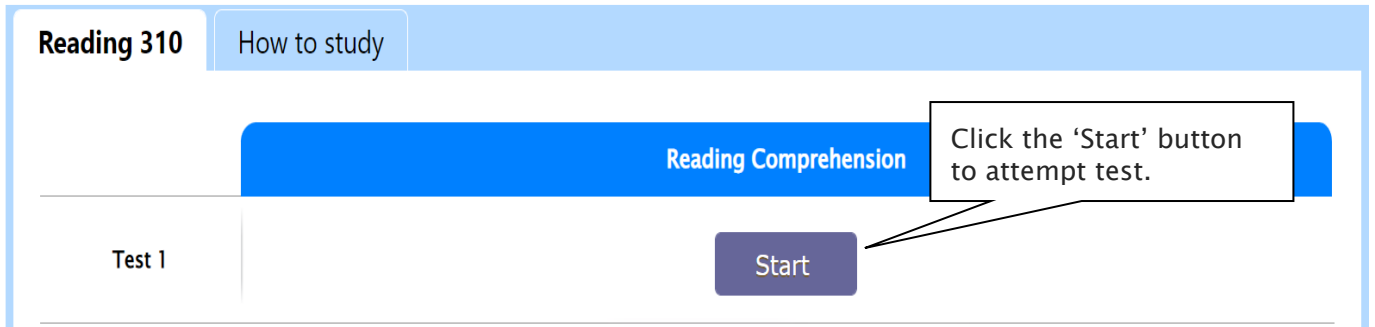 Reading 310
How to study
Reading Comprehension
Click the ‘Start’ button
to attempt test.
Test 1
Start